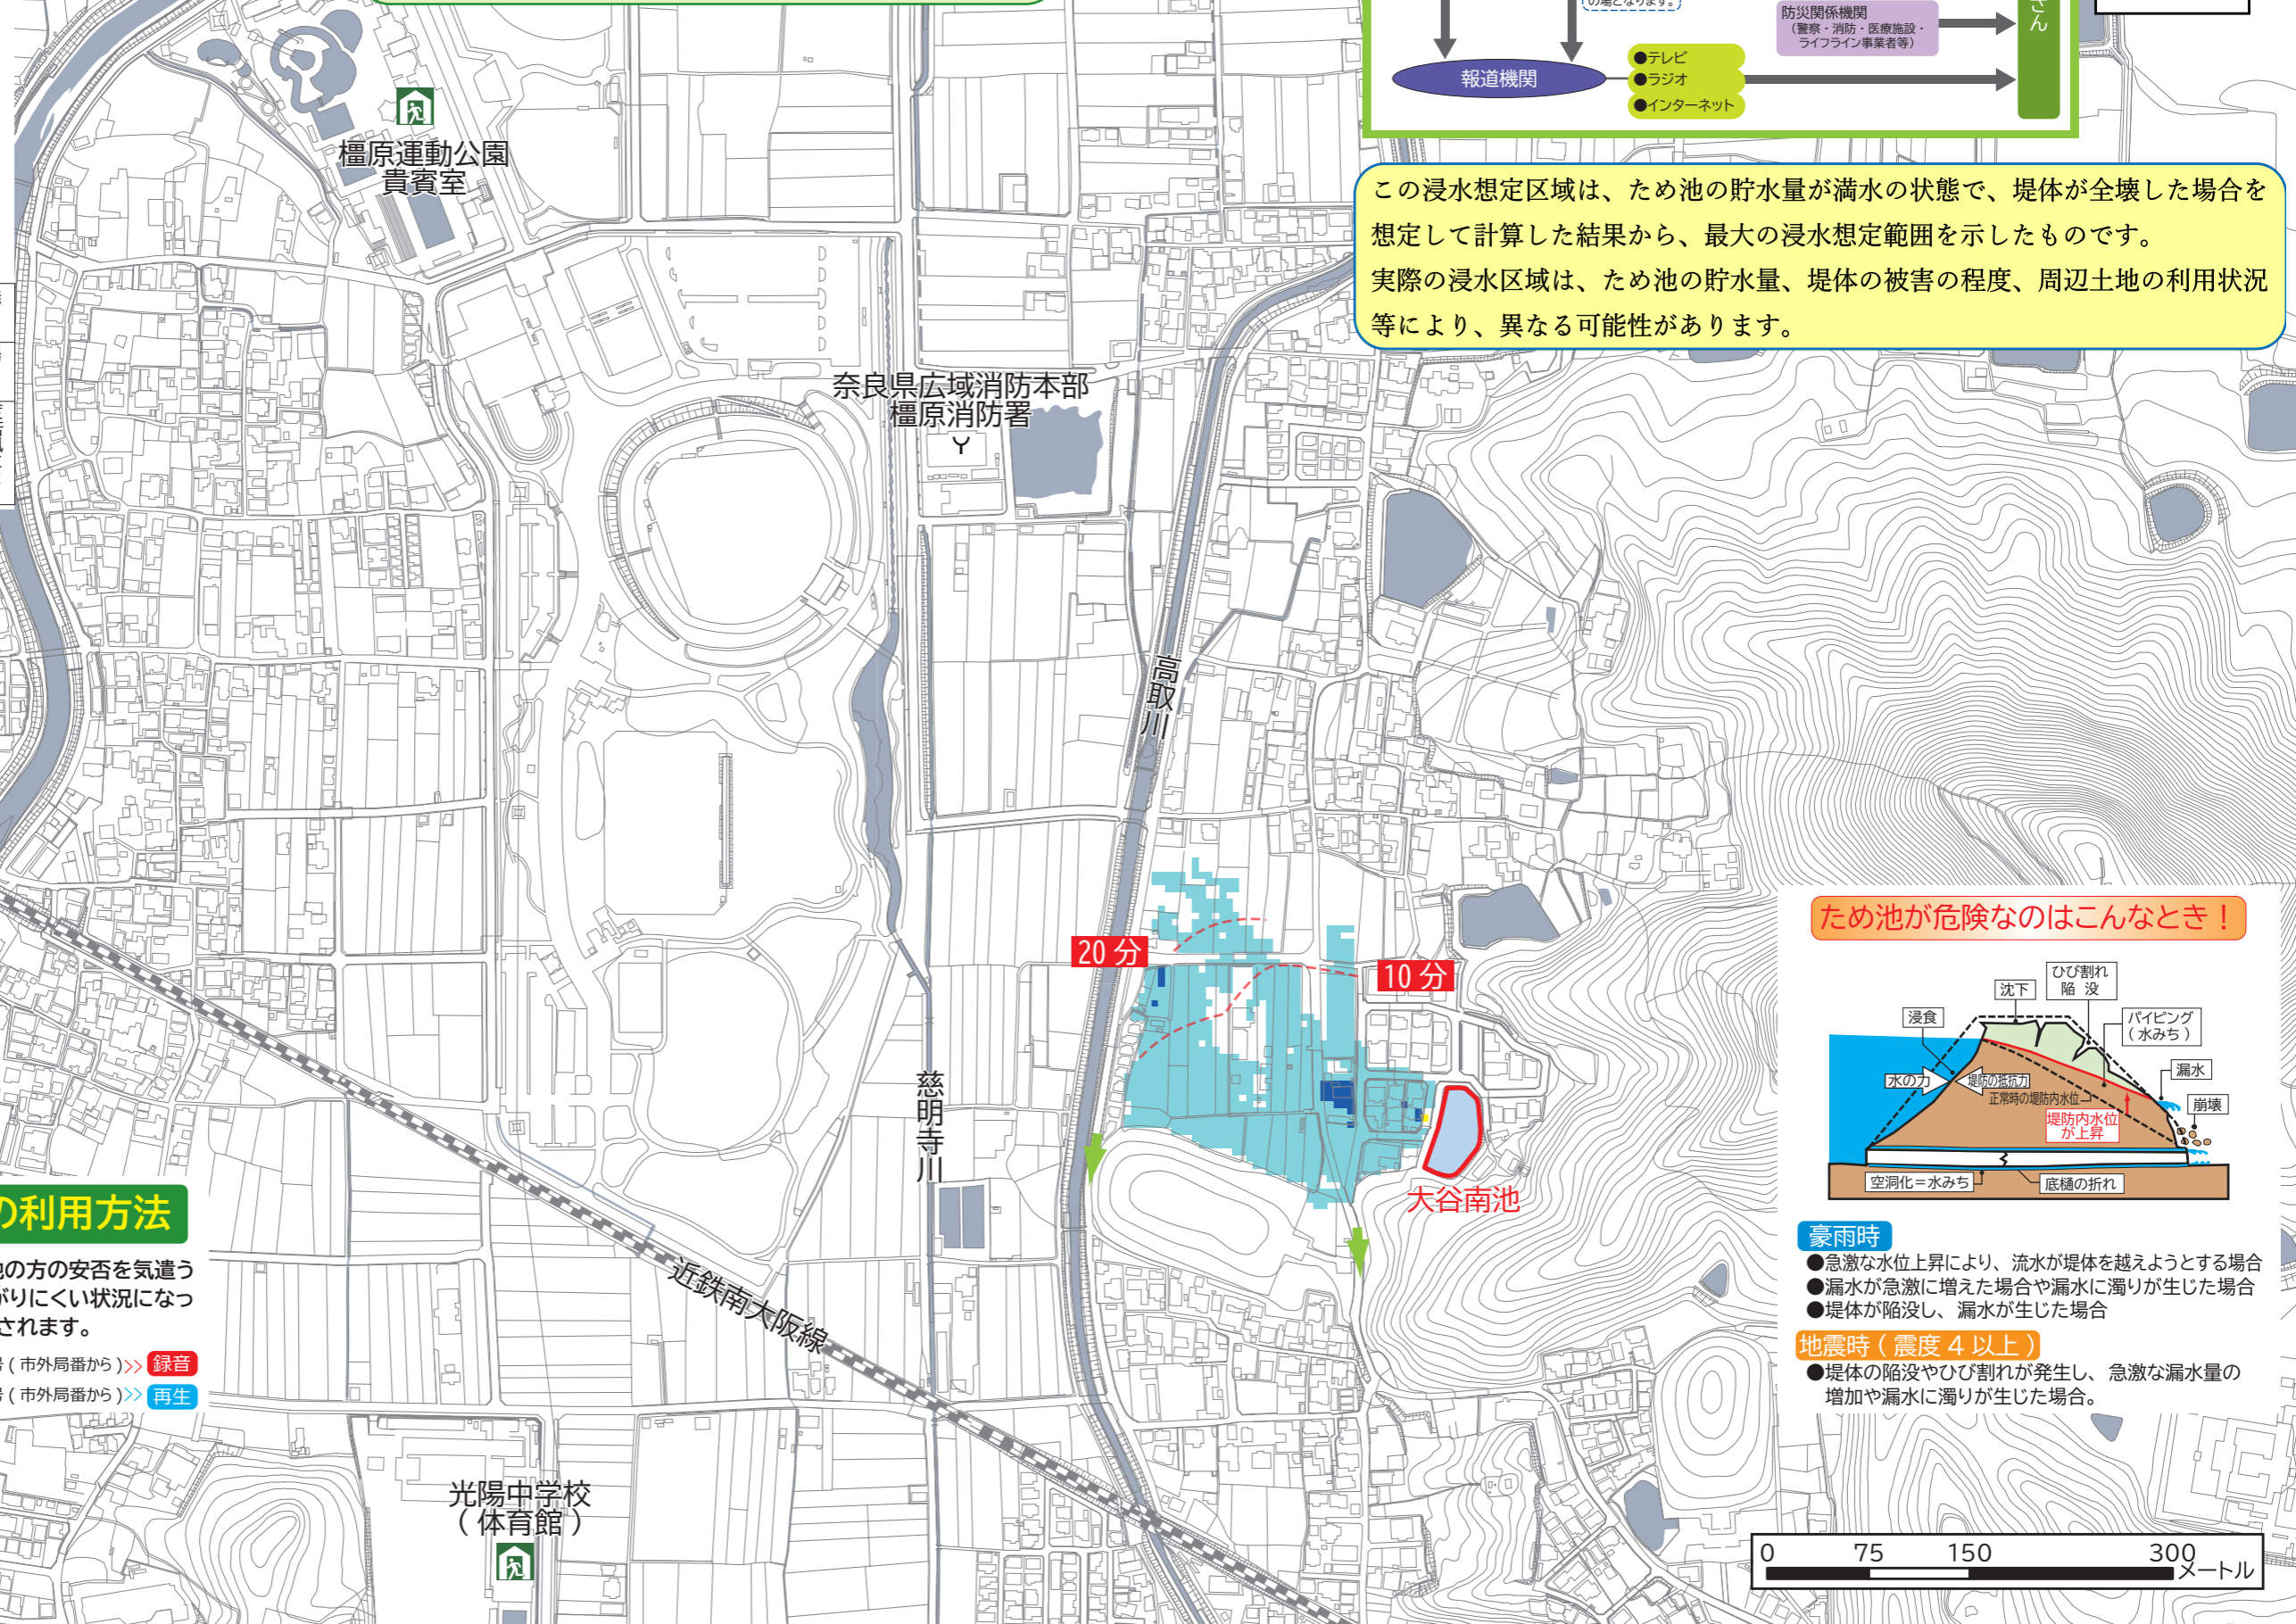 の場となります。
防災関係機関
（警察・消防・医療施設・
ライフライン事業者等）
さん
報道機関
●テレビ
●ラジオ
●インターネット
この浸水想定区域は、ため池の貯水量が満水の状態で、堤体が全壊した場合を
想定して計算した結果から、最大の浸水想定範囲を示したものです。
実際の浸水区域は、ため池の貯水量、堤体の被害の程度、周辺土地の利用状況
等により、異なる可能性があります。
橿原運動公園
貴賓室
奈良県広域消防本部
橿原消防署
高取川
20 分
10 分
慈明寺川
大谷南池
近鉄南大阪線
光陽中学校
（体育館）
ため池が危険なのはこんなとき！
ひび割れ
陥 没
沈下
浸食
パイピング
（水みち）
漏水
水の力
堤防の抵抗力
正常時の堤防内水位
堤防内水位
が上昇
崩壊
空洞化＝水みち
底樋の折れ
豪雨時
●急激な水位上昇により、流水が堤体を越えようとする場合
●漏水が急激に増えた場合や漏水に濁りが生じた場合
●堤体が陥没し、漏水が生じた場合
地震時（震度 4 以上）
●堤体の陥没やひび割れが発生し、急激な漏水量の
増加や漏水に濁りが生じた場合。
の利用方法
の方の安否を気遣う
がりにくい状況になっ
されます。
（市外局番から）>> 録音
（市外局番から）>> 再生
0 75 150 300
メートル